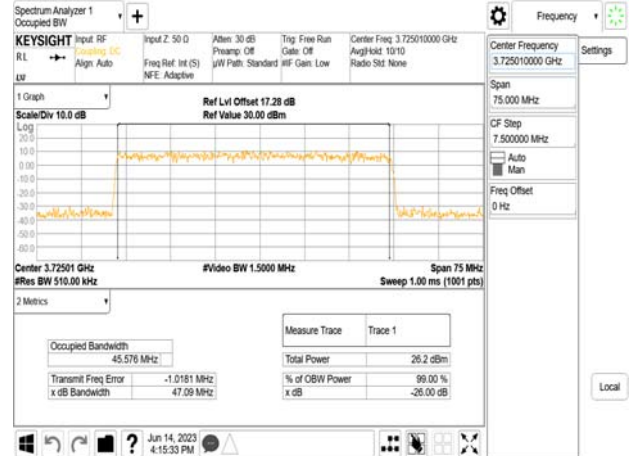 Spectrum Analyzer 1
Occupied BW
Frequency
KEYSIGHT Input: RF Input Z: 50 Ω Atten: 30 dB Trig: Free Run Center Freq: 3.725010000 GHz
RL Coupling: DC Preamp: Off Gate: Off Avg|Hold: 10/10
Align: Auto Freq Ref: Int (S) µW Path: Standard #IF Gain: Low Radio Std: None
NFE: Adaptive
Center Frequency
3.725010000 GHz
Settings
Span
75.000 MHz
CF Step
7.500000 MHz
Auto
Man
Freq Offset
0 Hz
Local
1 Graph
Scale/Div 10.0 dB
Ref Lvl Offset 17.28 dB
Ref Value 30.00 dBm
Log
20.0
10.0
0.00
-10.0
-20.0
-30.0
-40.0
-50.0
-60.0
Center 3.72501 GHz #Video BW 1.5000 MHz Span 75 MHz
#Res BW 510.00 kHz Sweep 1.00 ms (1001 pts)
2 Metrics
Measure Trace Trace 1
Occupied Bandwidth
45.576 MHz
Total Power 26.2 dBm
Transmit Freq Error -1.0181 MHz % of OBW Power 99.00 %
x dB Bandwidth 47.09 MHz x dB -26.00 dB
Jun 14, 2023
4:15:33 PM